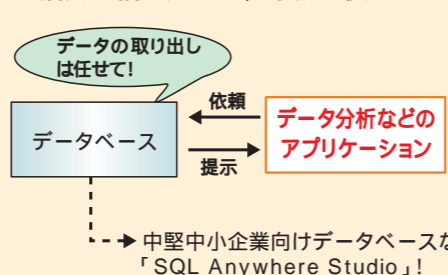 データの取り出し
は任せて!
データベース
依頼
提示
データ分析などの
アプリケーション
中堅中小企業向けデータベースな
「SQL Anywhere Studio」!